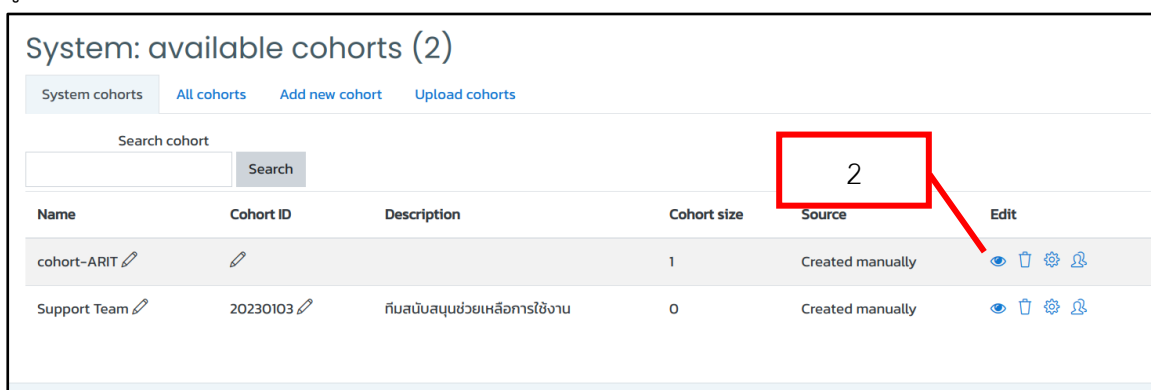 System: available cohorts (2)
System cohorts All cohorts Add new cohort Upload cohorts
Search cohort
Search
2
Name Cohort ID Description Cohort size Source Edit
cohort-ARIT 1 Created manually
Support Team 20230103 ทีมสนับสนุนช่วยเหลือการใช้งาน 0 Created manually